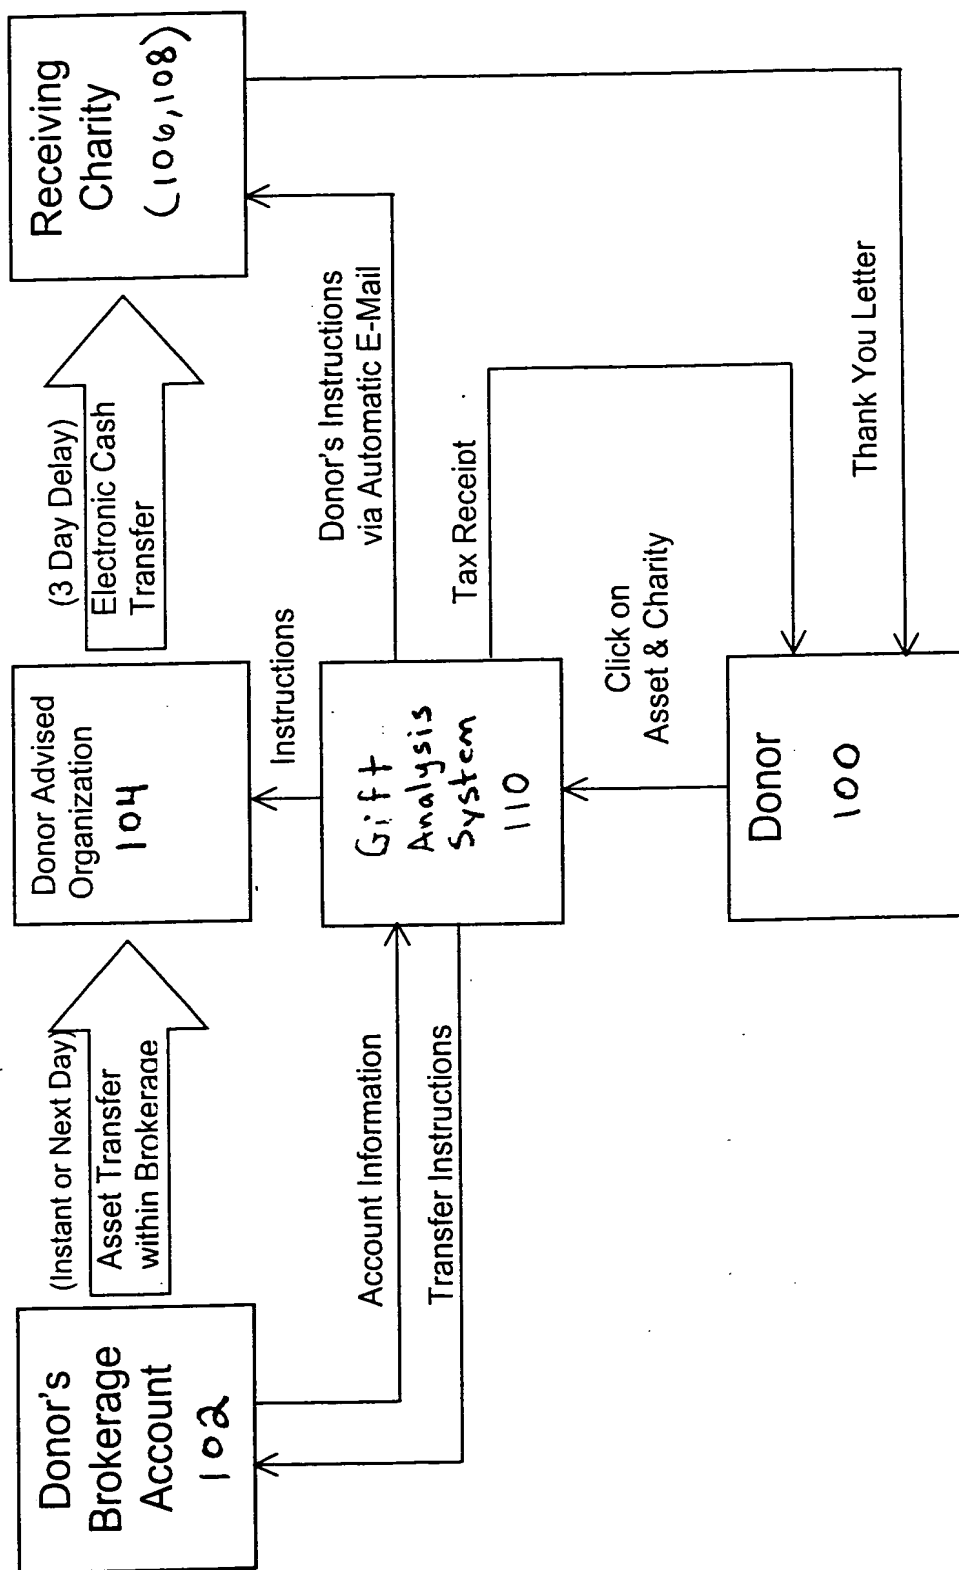 Donor's
Brokerage
Account
102
(Instant or Next Day)
Asset Transfer
within Brokerage
Donor Advised
Organization
104
(3 Day Delay)
Electronic Cash
Transfer
Receiving
Charity
(106,108)
Account Information
Transfer Instructions
Instructions
Donor's Instructions
via Automatic E-Mail
Gift
Analysis
System
110
Tax Receipt
Click on
Asset & Charity
Thank You Letter
Donor
100